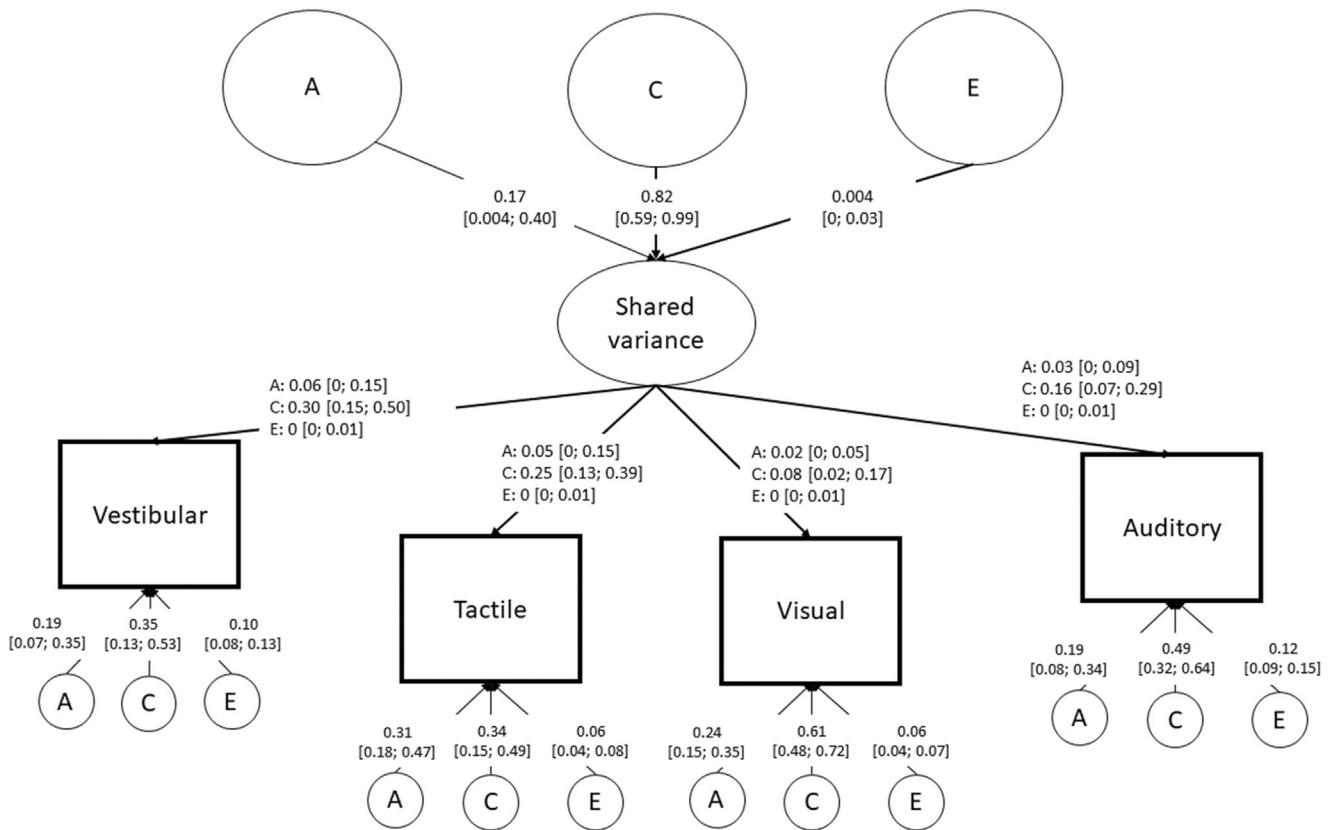 A
C
E
0.17
[0.004; 0.40]
0.82
[0.59; 0.99]
0.004
[0; 0.03]
Shared
variance
A: 0.06 [0; 0.15]
C: 0.30 [0.15; 0.50]
E: 0 [0; 0.01]
A: 0.05 [0; 0.15]
C: 0.25 [0.13; 0.39]
E: 0 [0; 0.01]
A: 0.02 [0; 0.05]
C: 0.08 [0.02; 0.17]
E: 0 [0; 0.01]
A: 0.03 [0; 0.09]
C: 0.16 [0.07; 0.29]
E: 0 [0; 0.01]
Vestibular
Tactile
Visual
Auditory
0.19
[0.07; 0.35]
0.35
[0.13; 0.53]
0.10
[0.08; 0.13]
A
C
E
0.31
[0.18; 0.47]
0.34
[0.15; 0.49]
0.06
[0.04; 0.08]
A
C
E
0.24
[0.15; 0.35]
0.61
[0.48; 0.72]
0.06
[0.04; 0.07]
A
C
E
0.19
[0.08; 0.34]
0.49
[0.32; 0.64]
0.12
[0.09; 0.15]
A
C
E